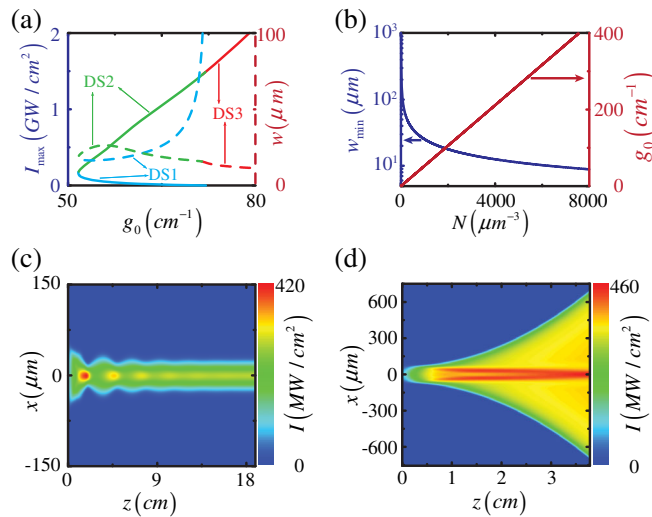 (a)
2
1
0
I_max (GW/cm²)
DS2
DS3
DS1
100
0
w(μm)
50
80
g₀(cm⁻¹)
(b)
10³
10²
10¹
w_min (μm)
400
200
0
g₀(cm⁻¹)
0
4000
8000
N(μm⁻³)
(c)
150
0
-150
x(μm)
0
9
18
z(cm)
420
0
I (MW/cm²)
(d)
600
300
0
-300
-600
x(μm)
0
1
2
3
z(cm)
460
0
I (MW/cm²)